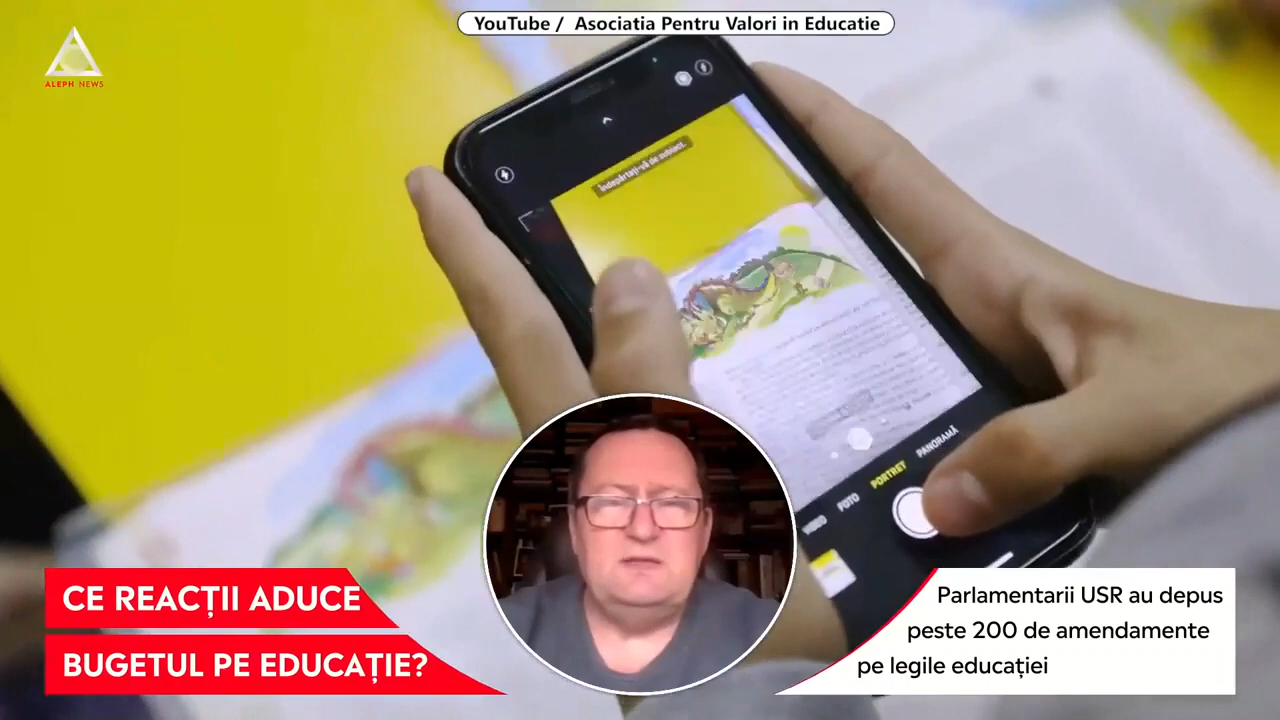 YouTube / Asociatia Pentru Valori in Educatie
ALEPH NEWS
Îndepărtați-vă de subiect.
VIDEO FOTO PORTRET PANORAMĂ
CE REACȚII ADUCE
BUGETUL PE EDUCAȚIE?
Parlamentarii USR au depus
peste 200 de amendamente
pe legile educației